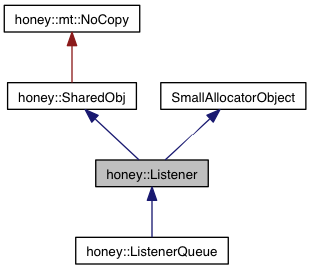 honey::mt::NoCopy
honey::SharedObj
SmallAllocatorObject
honey::Listener
honey::ListenerQueue